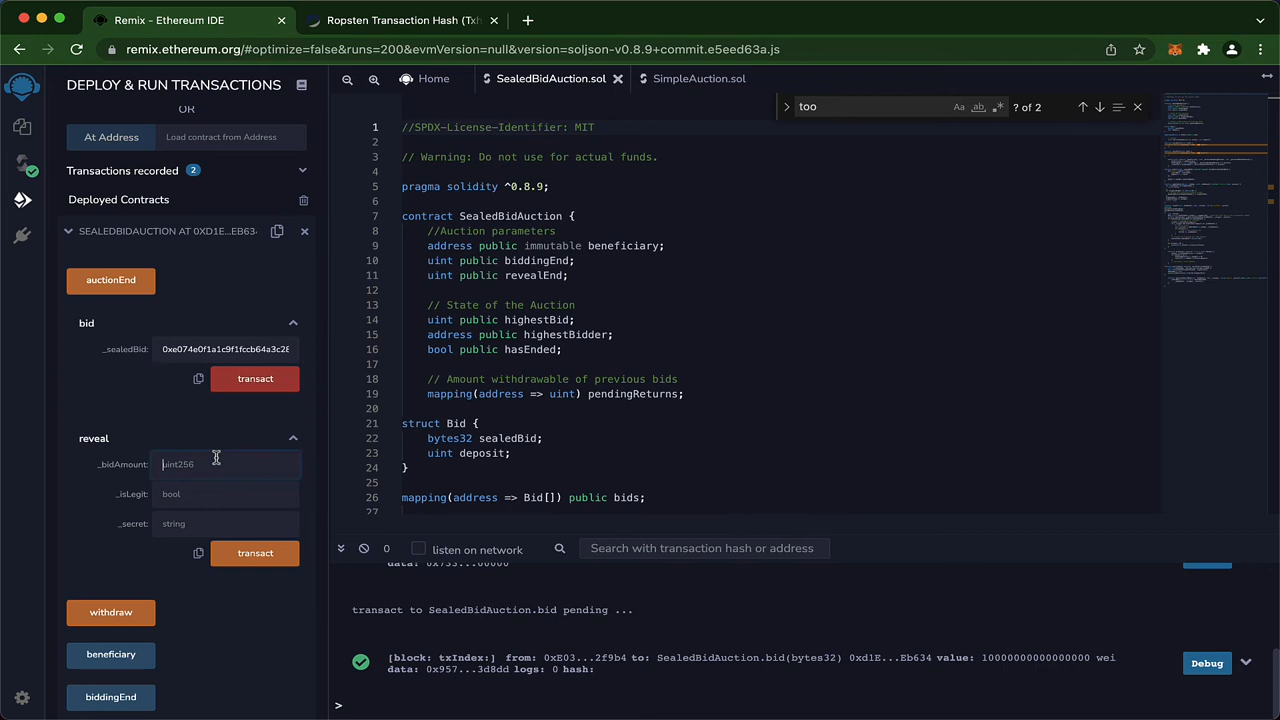 Remix - Ethereum IDE
Ropsten Transaction Hash (Txh
remix.ethereum.org/#optimize=false&runs=200&evmVersion=null&version=soljson-v0.8.9+commit.e5eed63a.js
DEPLOY & RUN TRANSACTIONS
OR
At Address
Load contract from Address
Transactions recorded 2
Deployed Contracts
SEALEDBIDAUCTION AT 0XD1E...EB634
auctionEnd
bid
_sealedBid: 0xe074e0f1a1c9f1fccb64a3c28
transact
reveal
_bidAmount: uint256
_isLegit: bool
_secret: string
transact
withdraw
beneficiary
biddingEnd
Home
SealedBidAuction.sol
SimpleAuction.sol
too
Aa
ab
.*
? of 2
1 //SPDX-License-Identifier: MIT
2
3 // Warning: Do not use for actual funds.
4
5 pragma solidity ^0.8.9;
6
7 contract SealedBidAuction {
8 //Auction parameters
9 address public immutable beneficiary;
10 uint public biddingEnd;
11 uint public revealEnd;
12
13 // State of the Auction
14 uint public highestBid;
15 address public highestBidder;
16 bool public hasEnded;
17
18 // Amount withdrawable of previous bids
19 mapping(address => uint) pendingReturns;
20
21 struct Bid {
22 bytes32 sealedBid;
23 uint deposit;
24 }
25
26 mapping(address => Bid[]) public bids;
27
0
listen on network
Search with transaction hash or address
data: 0x733...00000
transact to SealedBidAuction.bid pending ...
[block: txIndex:] from: 0xE03...2f9b4 to: SealedBidAuction.bid(bytes32) 0xd1E...Eb634 value: 10000000000000000 wei
data: 0x957...3d8dd logs: 0 hash:
Debug
>